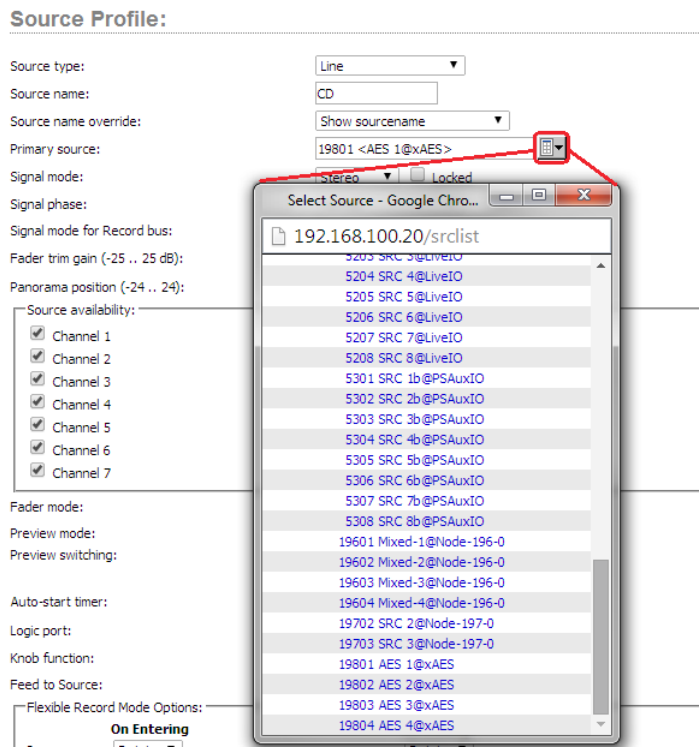 Source Profile:
Source type: Line
Source name: CD
Source name override: Show sourcename
Primary source: 19801 <AES 1@xAES>
Signal mode: Stereo Locked
Signal phase:
Signal mode for Record bus:
Fader trim gain (-25 .. 25 dB):
Panorama position (-24 .. 24):
Source availability:
Channel 1
Channel 2
Channel 3
Channel 4
Channel 5
Channel 6
Channel 7
Fader mode:
Preview mode:
Preview switching:
Auto-start timer:
Logic port:
Knob function:
Feed to Source:
Flexible Record Mode Options:
On Entering
Select Source - Google Chro...
192.168.100.20/srclist
5203 SRC 3@LiveIO
5204 SRC 4@LiveIO
5205 SRC 5@LiveIO
5206 SRC 6@LiveIO
5207 SRC 7@LiveIO
5208 SRC 8@LiveIO
5301 SRC 1b@PSAuxIO
5302 SRC 2b@PSAuxIO
5303 SRC 3b@PSAuxIO
5304 SRC 4b@PSAuxIO
5305 SRC 5b@PSAuxIO
5306 SRC 6b@PSAuxIO
5307 SRC 7b@PSAuxIO
5308 SRC 8b@PSAuxIO
19601 Mixed-1@Node-196-0
19602 Mixed-2@Node-196-0
19603 Mixed-3@Node-196-0
19604 Mixed-4@Node-196-0
19702 SRC 2@Node-197-0
19703 SRC 3@Node-197-0
19801 AES 1@xAES
19802 AES 2@xAES
19803 AES 3@xAES
19804 AES 4@xAES